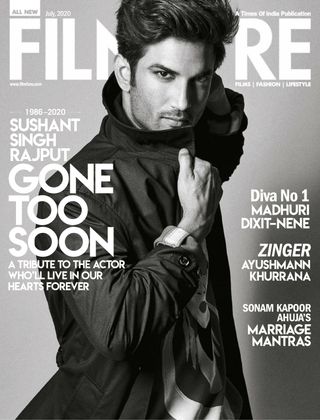 ALL NEW
July, 2020
A Times Of India Publication
FILMFARE
www.filmfare.com
FILMS | FASHION | LIFESTYLE
1986-2020
SUSHANT
SINGH
RAJPUT
GONE
TOO
SOON
A TRIBUTE TO THE ACTOR
WHO'LL LIVE IN OUR
HEARTS FOREVER
Diva No 1
MADHURI
DIXIT-NENE
ZINGER
AYUSHMANN
KHURRANA
SONAM KAPOOR
AHUJA'S
MARRIAGE
MANTRAS